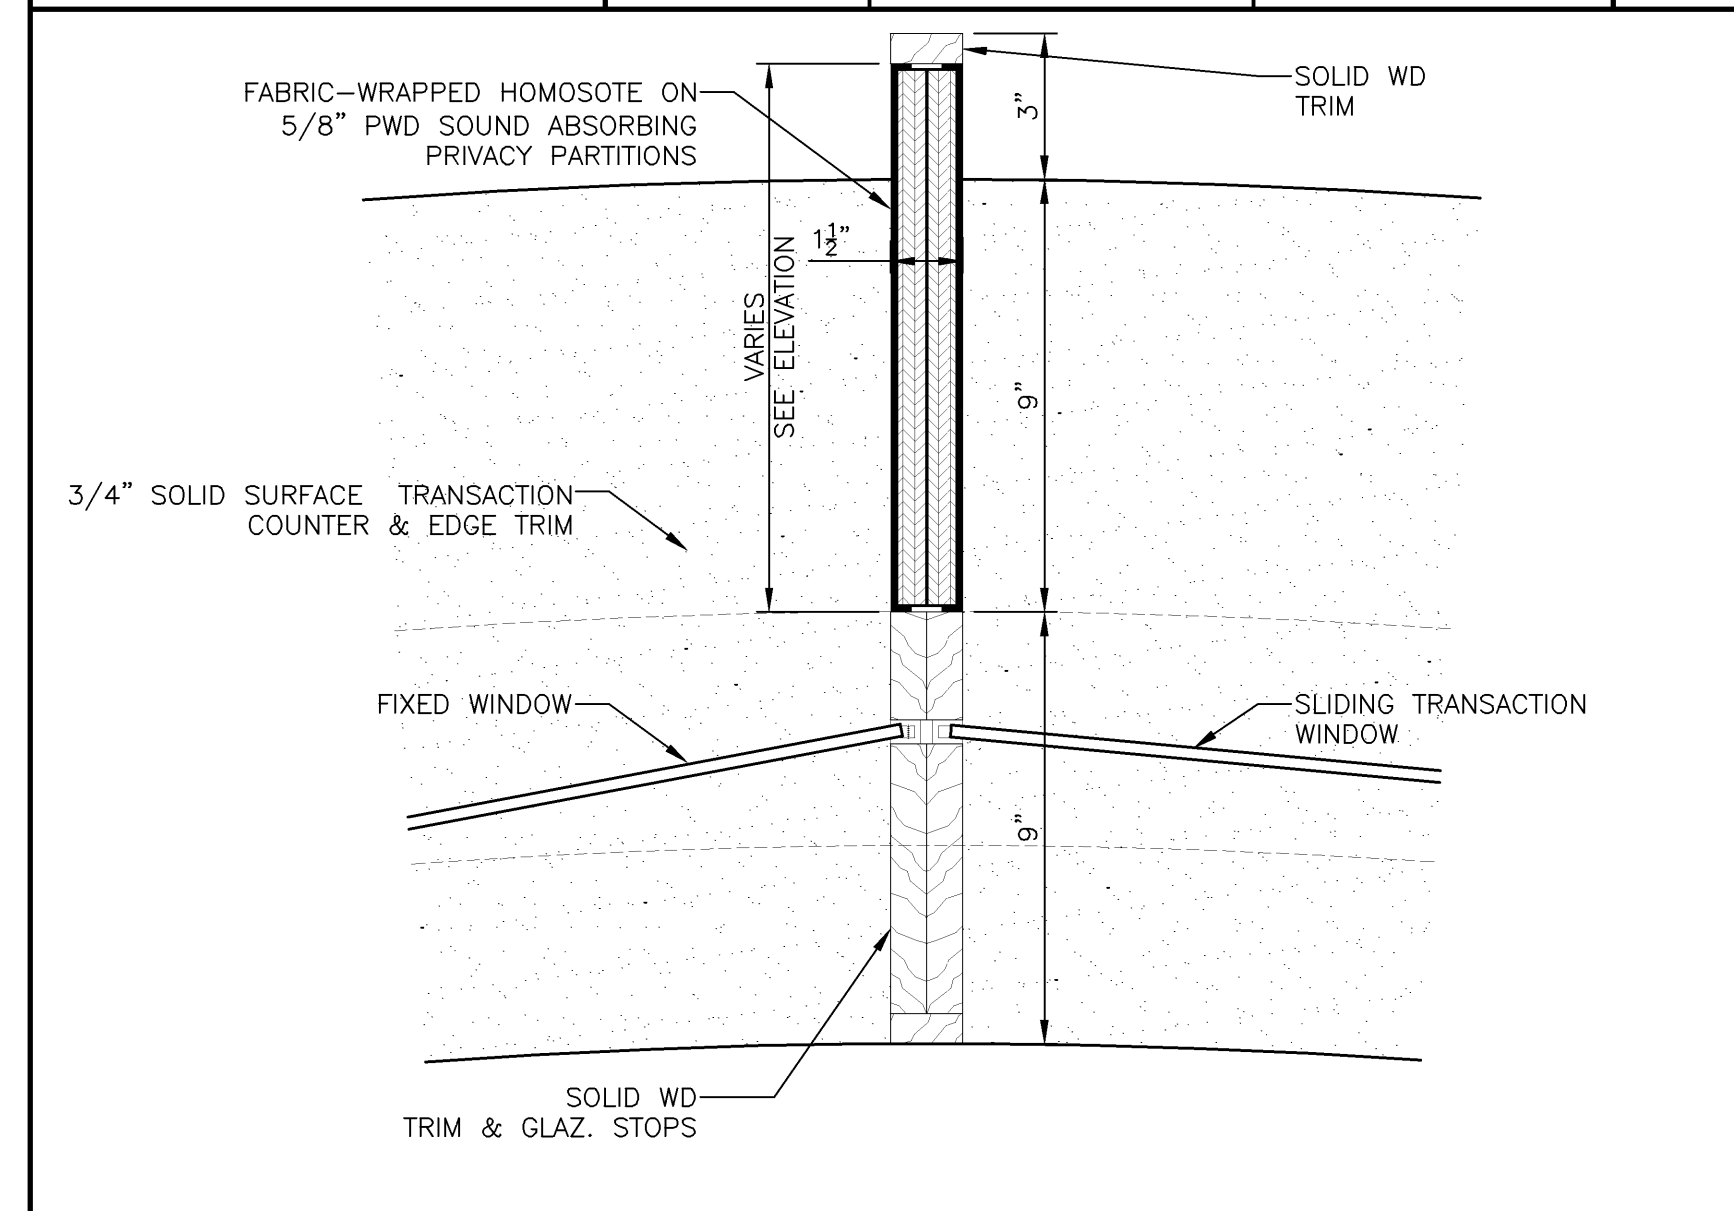 FABRIC-WRAPPED HOMOSOTE ON
5/8" PWD SOUND ABSORBING
PRIVACY PARTITIONS
SOLID WD
TRIM
3"
1 1/2"
VARIES
SEE ELEVATION
9"
3/4" SOLID SURFACE TRANSACTION
COUNTER & EDGE TRIM
FIXED WINDOW
SLIDING TRANSACTION
WINDOW
9"
SOLID WD
TRIM & GLAZ. STOPS